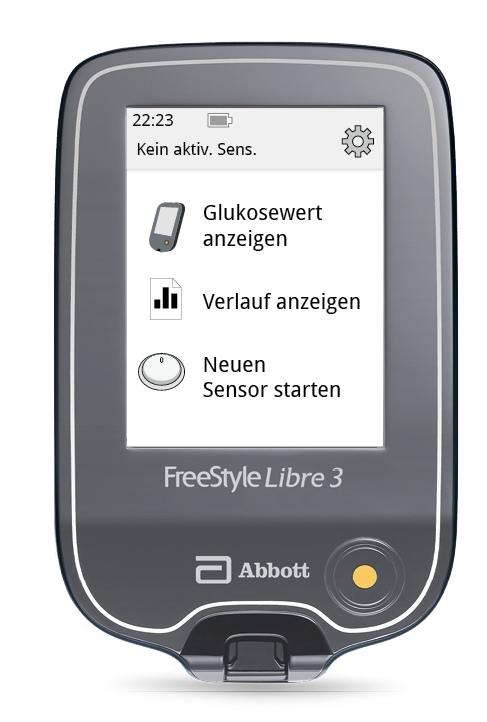 22:23
Kein aktiv. Sens.
Glukosewert
anzeigen
Verlauf anzeigen
Neuen
Sensor starten
FreeStyle Libre 3
Abbott